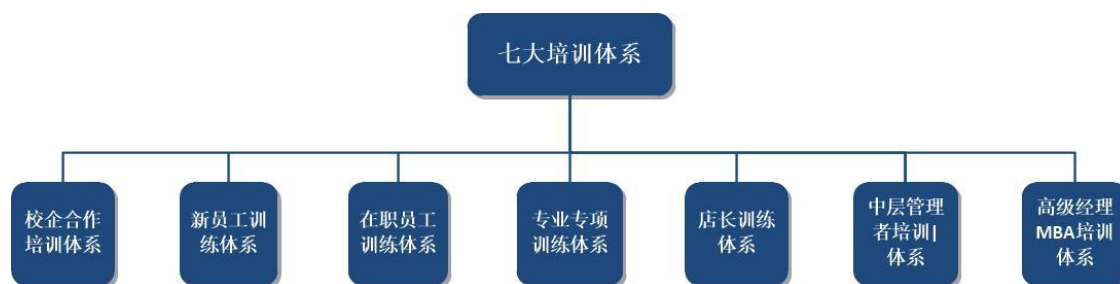 七大培训体系
校企合作
培训体系
新员工训
练体系
在职员工
训练体系
专业专项
训练体系
店长训练
体系
中层管理
者培训|
体系
高级经理
MBA培训
体系